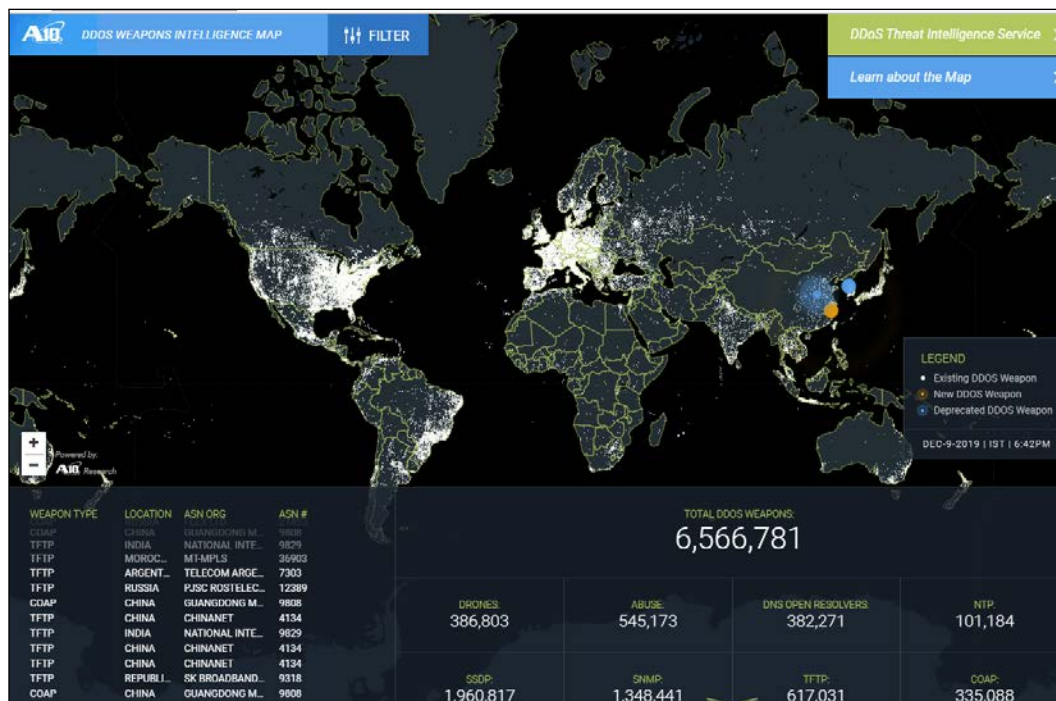 A10 DDOS WEAPONS INTELLIGENCE MAP
FILTER
DDoS Threat Intelligence Service
Learn about the Map
LEGEND
Existing DDOS Weapon
New DDOS Weapon
Deprecated DDOS Weapon
DEC-9-2019 | IST | 6:42PM
+
−
Powered by:
A10 Research
WEAPON TYPE LOCATION ASN ORG ASN #
COAP CHINA GUANGDONG M... 9808
TFTP INDIA NATIONAL INTE... 9829
TFTP MOROC... MT-MPLS 36903
TFTP ARGENT... TELECOM ARGE... 7303
TFTP RUSSIA PJSC ROSTELEC... 12389
COAP CHINA GUANGDONG M... 9808
TFTP CHINA CHINANET 4134
TFTP INDIA NATIONAL INTE... 9829
TFTP CHINA CHINANET 4134
TFTP CHINA CHINANET 4134
TFTP REPUBLI... SK BROADBAND... 9318
COAP CHINA GUANGDONG M... 9808
TOTAL DDOS WEAPONS:
6,566,781
DRONES: ABUSE: DNS OPEN RESOLVERS: NTP:
386,803 545,173 382,271 101,184
SSDP: SNMP: TFTP: COAP:
1,960,817 1,348,441 617,031 335,088